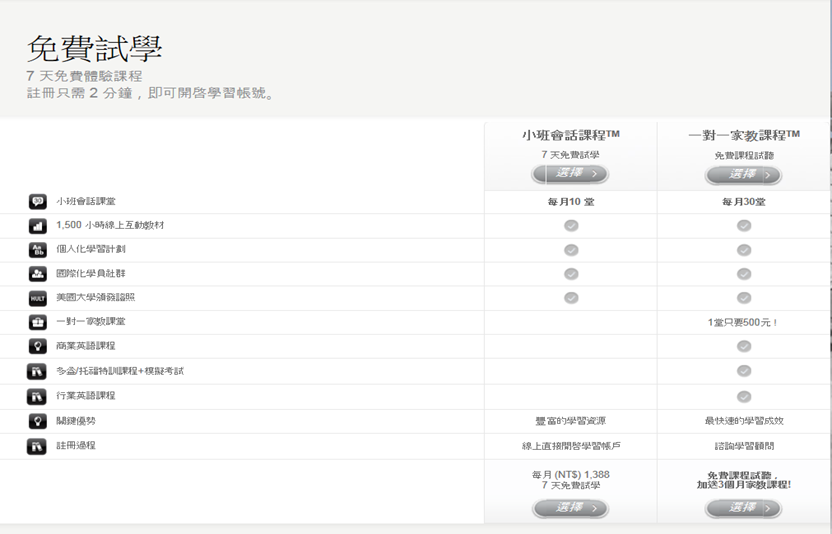 免費試學
7 天免費體驗課程
註冊只需 2 分鐘，即可開啓學習帳號。
小班會話課程™ 一對一家教課程™
7 天免費試學 免費課程試聽
選擇 選擇
小班會話課堂 每月10 堂 每月30堂
1,500 小時線上互動教材
Aa Bb 個人化學習計劃
國際化學員社群
HULT 美國大學頒發證照
一對一家教課堂 1堂只要500元！
商業英語課程
多益/托福特訓課程+模擬考試
行業英語課程
關鍵優勢 豐富的學習資源 最快速的學習成效
註冊過程 線上直接開啓學習帳戶 諮詢學習顧問
每月 (NT$) 1,388 免費課程試聽，
7 天免費試學 加送3個月家教課程!
選擇 選擇